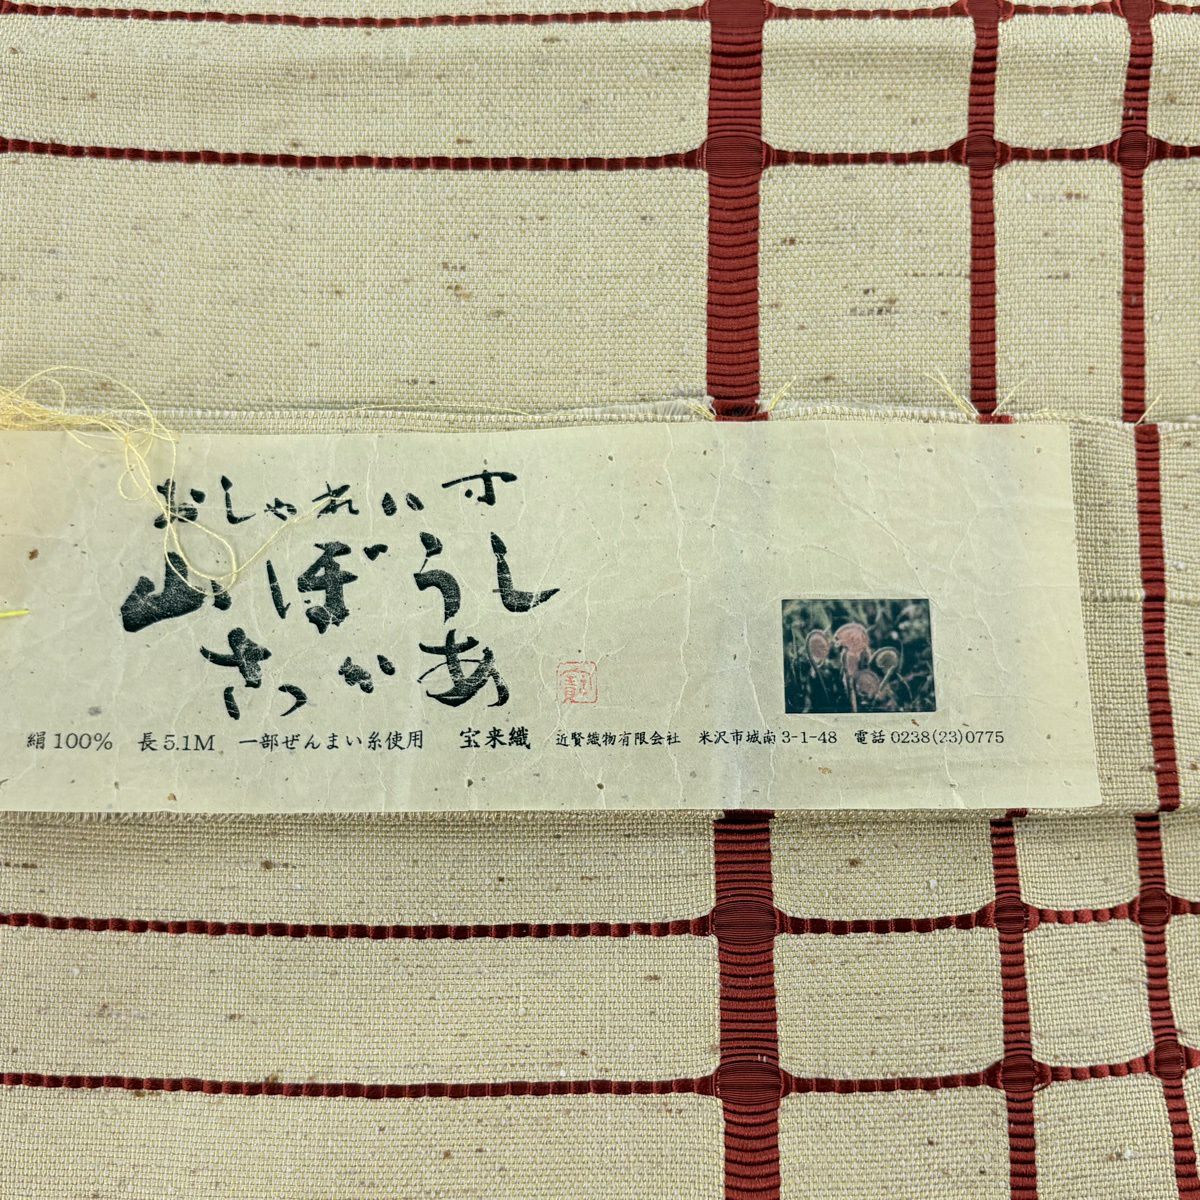 おしゃれ八寸
山ぼうし
さっかあ
寳
絹100% 長5.1M 一部ぜんまい糸使用 宝来織 近賢織物有限会社 米沢市城南3-1-48 電話0238(23)0775